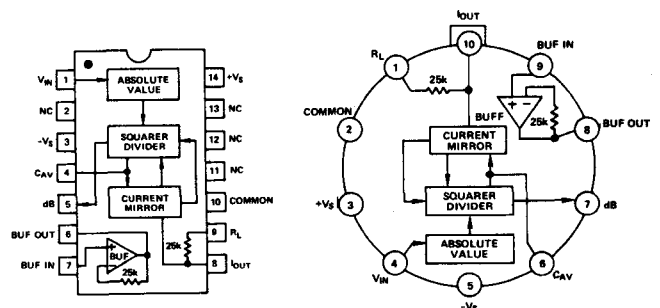 VIN 1
NC 2
-VS 3
CAV 4
dB 5
BUF OUT 6
BUF IN 7
ABSOLUTE VALUE
SQUARER DIVIDER
CURRENT MIRROR
BUF
25k
25k
14 +VS
13 NC
12 NC
11 NC
10 COMMON
9 RL
8 IOUT
IOUT
10
RL
1
25k
BUF IN
9
25k
BUFF
COMMON
2
8
BUF OUT
CURRENT MIRROR
+VS
3
SQUARER DIVIDER
7
dB
ABSOLUTE VALUE
VIN
4
5
-VS
6
CAV